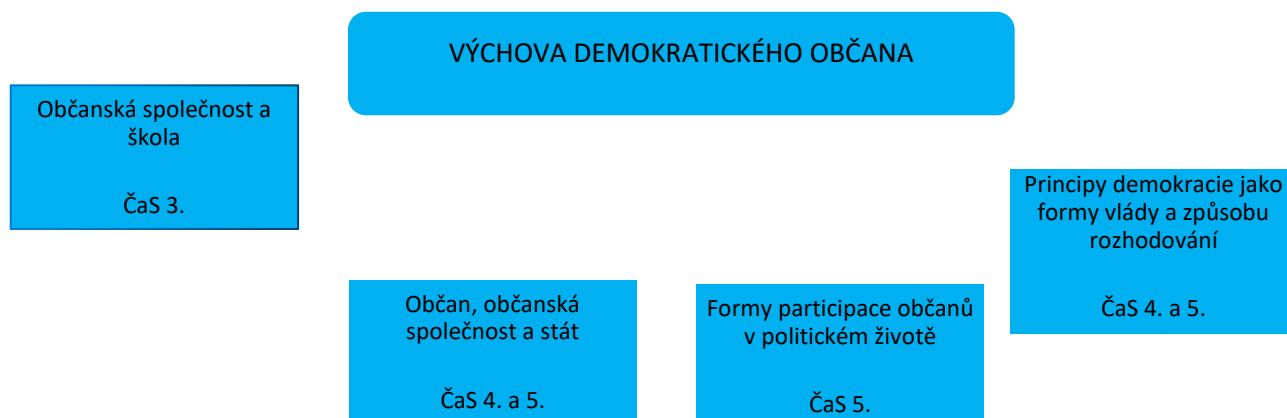 VÝCHOVA DEMOKRATICKÉHO OBČANA
Občanská společnost a
škola
ČaS 3.
Občan, občanská
společnost a stát
ČaS 4. a 5.
Formy participace občanů
v politickém životě
ČaS 5.
Principy demokracie jako
formy vlády a způsobu
rozhodování
ČaS 4. a 5.